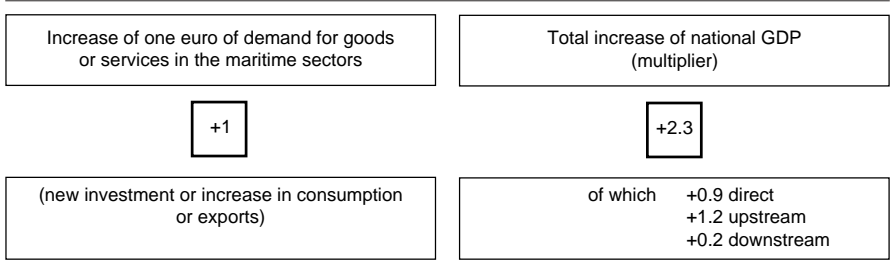 Increase of one euro of demand for goods
or services in the maritime sectors
+1
(new investment or increase in consumption
or exports)
Total increase of national GDP
(multiplier)
+2.3
of which +0.9 direct
+1.2 upstream
+0.2 downstream